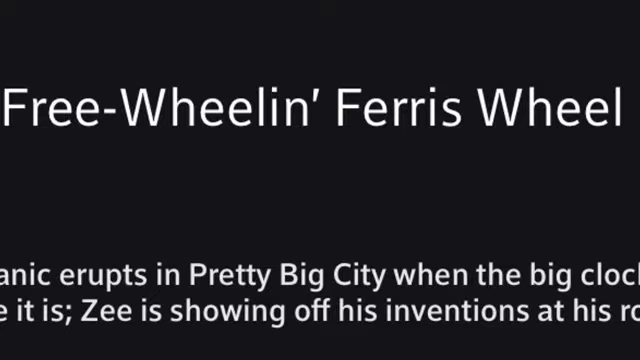 Free-Wheelin’ Ferris Wheel
anic erupts in Pretty Big City when the big cloc
e it is; Zee is showing off his inventions at his ro